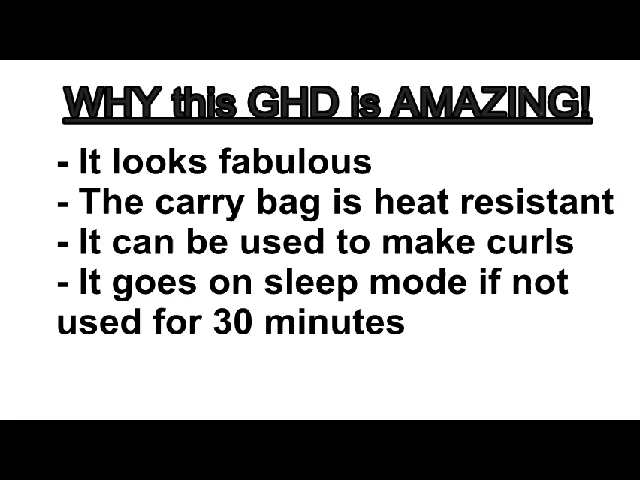 WHY this GHD is AMAZING!
- It looks fabulous
- The carry bag is heat resistant
- It can be used to make curls
- It goes on sleep mode if not
used for 30 minutes